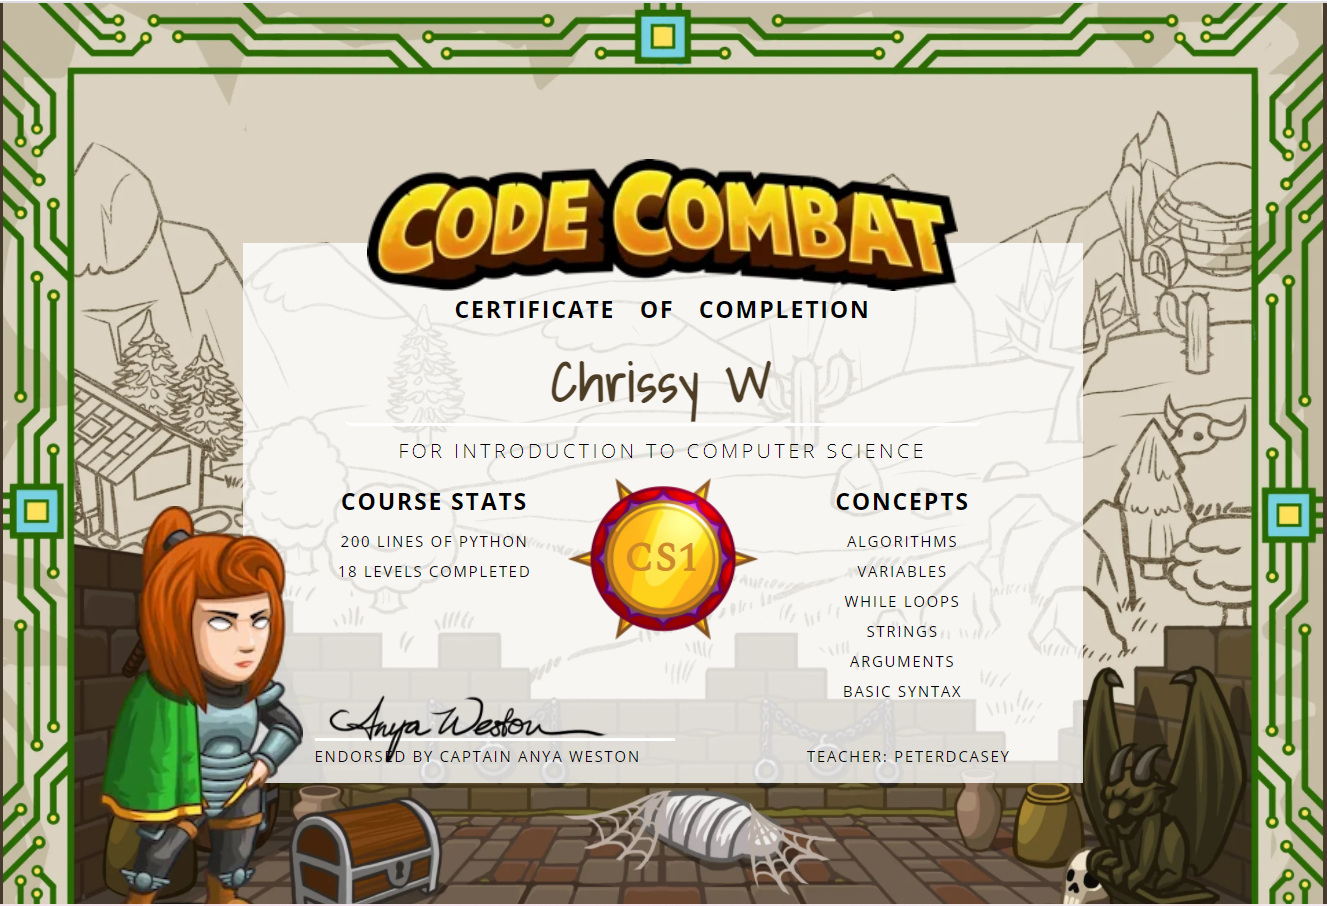 CODE COMBAT
CERTIFICATE OF COMPLETION
Chrissy W
FOR INTRODUCTION TO COMPUTER SCIENCE
COURSE STATS
200 LINES OF PYTHON
18 LEVELS COMPLETED
CS1
CONCEPTS
ALGORITHMS
VARIABLES
WHILE LOOPS
STRINGS
ARGUMENTS
BASIC SYNTAX
Anya Weston
ENDORSED BY CAPTAIN ANYA WESTON
TEACHER: PETERDCASEY